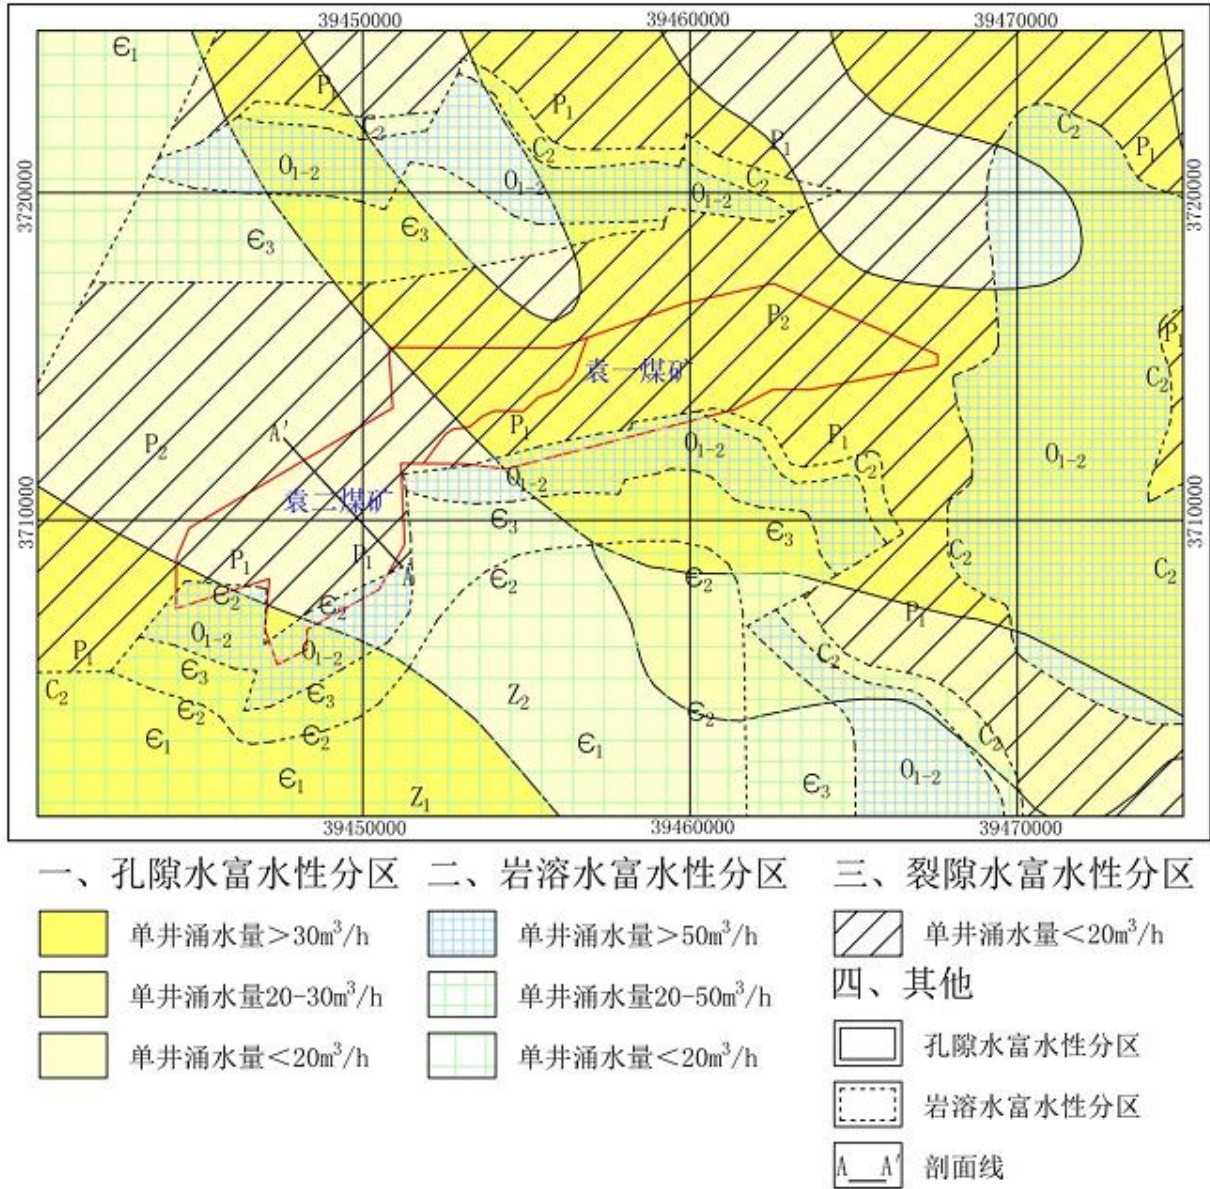 39450000 39460000 39470000
Є1
P1 P1 C2
C2 P1 P1
C2
O1-2 O1-2 C2
3720000 O1-2 3720000
Є3 Є3
P2 P1
袁一煤矿 C2
A′ P1 P1
P2 O1-2 C2 O1-2
O1-2
袁二煤矿
3710000 Є3 Є3 3710000
P1 P1 C2 C2
A Є2 Є2
Є2 Є2 P1
P1 O1-2 O1-2 C2
C2 Є3 Є3 Z2
Є2 Є2 Є2
Є1 Є1 C2
Є1 Z1 Є3 O1-2
39450000 39460000 39470000
一、孔隙水富水性分区 二、岩溶水富水性分区 三、裂隙水富水性分区
单井涌水量>30m³/h 单井涌水量>50m³/h 单井涌水量<20m³/h
单井涌水量20-30m³/h 单井涌水量20-50m³/h 四、其他
单井涌水量<20m³/h 单井涌水量<20m³/h 孔隙水富水性分区
岩溶水富水性分区
A A′ 剖面线